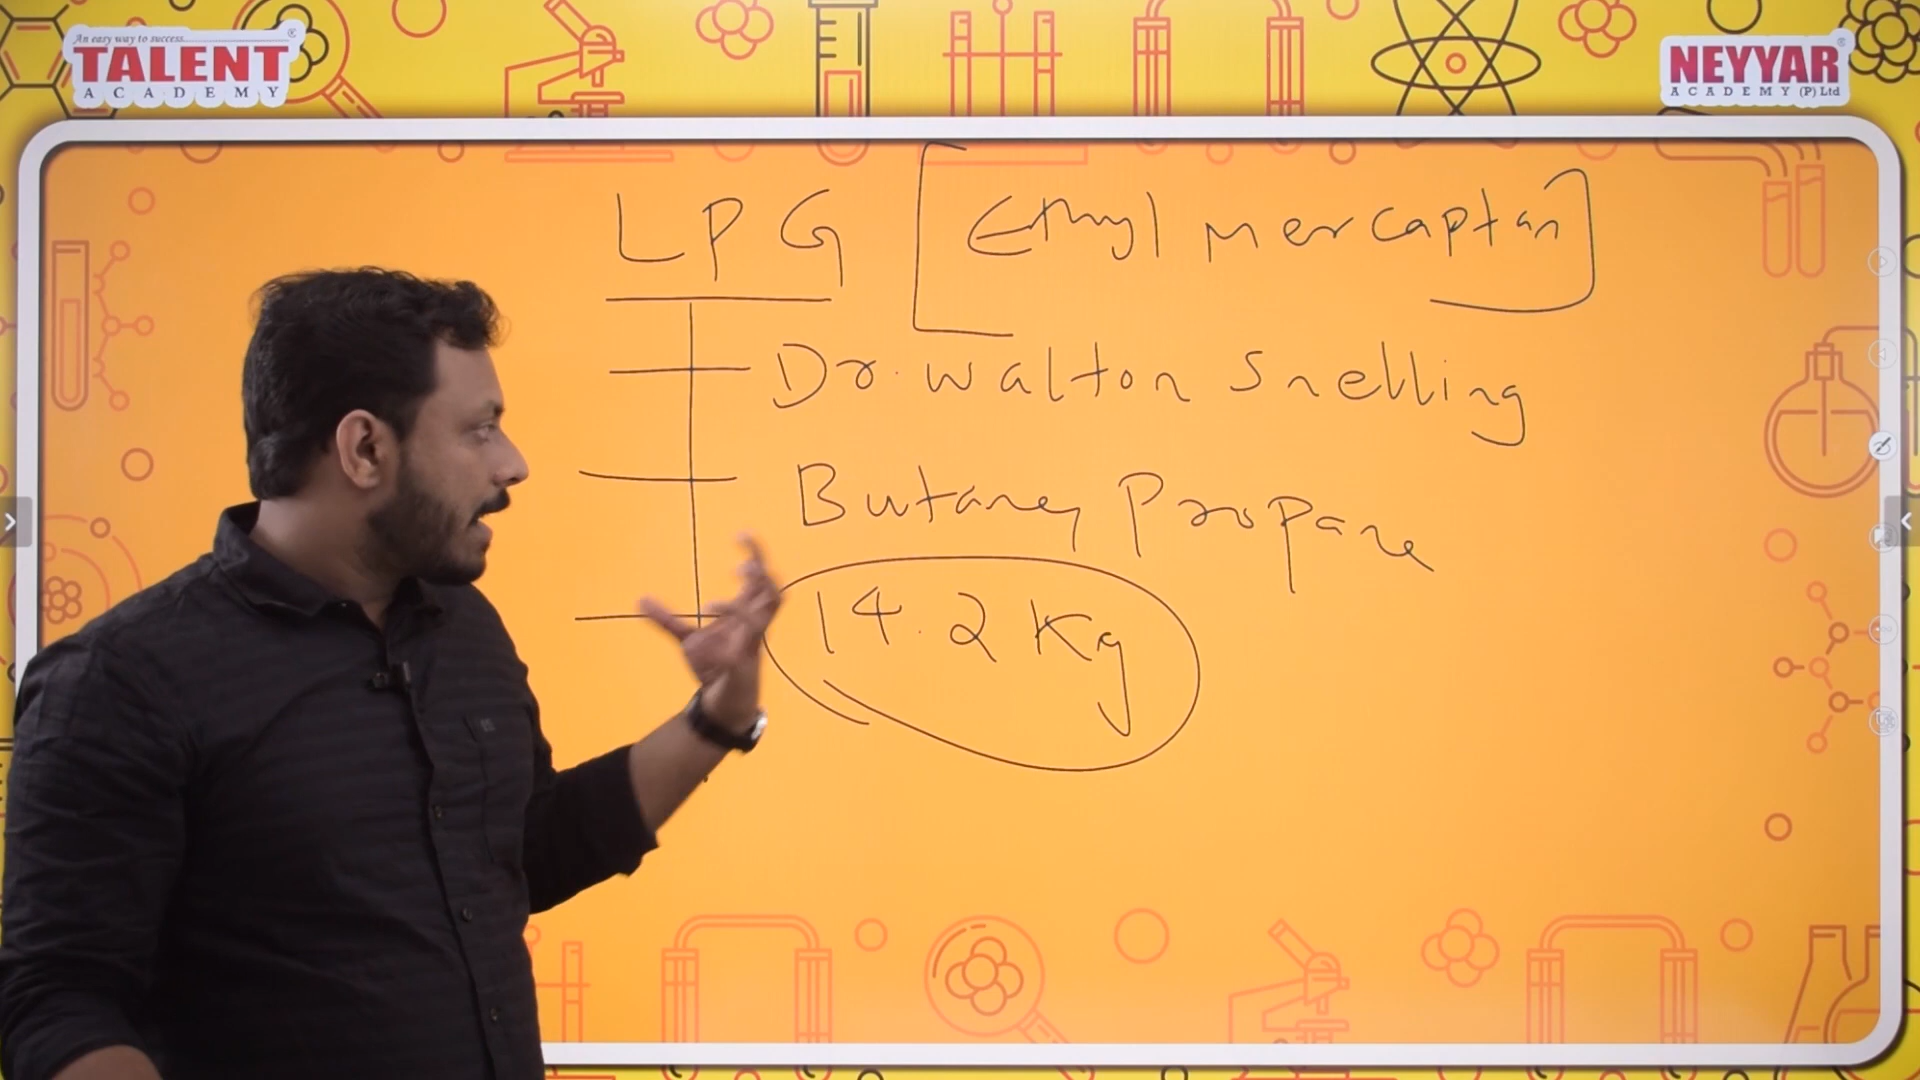 An easy way to success...
TALENT
ACADEMY
NEYYAR
ACADEMY (P) Ltd
LPG [Ethyl mercaptan]
Dr. Walton Snelling
Butane, Propane
14.2 Kg